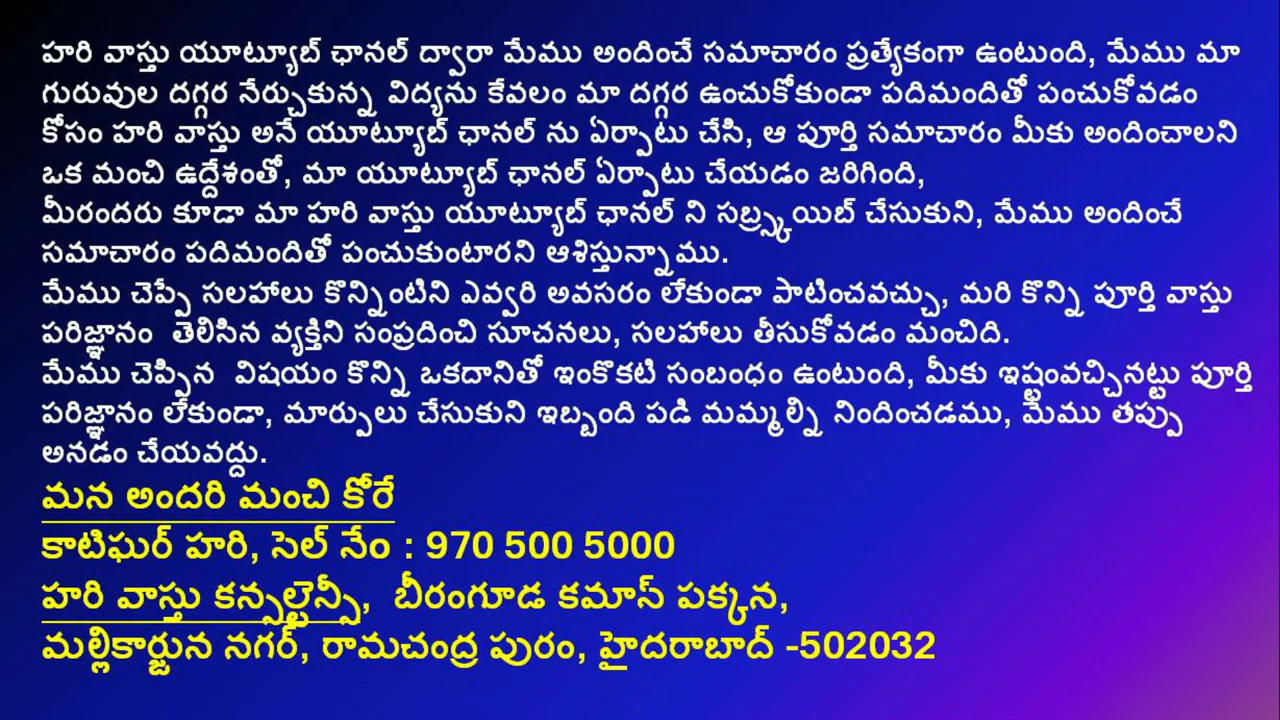 హరి వాస్తు యూట్యూబ్ ఛానల్ ద్వారా మేము అందించే సమాచారం ప్రత్యేకంగా ఉంటుంది, మేము మా
గురువుల దగ్గర నేర్చుకున్న విద్యను కేవలం మా దగ్గర ఉంచుకోకుండా పదిమందితో పంచుకోవడం
కోసం హరి వాస్తు అనే యూట్యూబ్ ఛానల్ ను ఏర్పాటు చేసి, ఆ పూర్తి సమాచారం మీకు అందించాలని
ఒక మంచి ఉద్దేశంతో, మా యూట్యూబ్ ఛానల్ ఏర్పాటు చేయడం జరిగింది,
మీరందరు కూడా మా హరి వాస్తు యూట్యూబ్ ఛానల్ ని సబ్స్క్రయిబ్ చేసుకుని, మేము అందించే
సమాచారం పదిమందితో పంచుకుంటారని ఆశిస్తున్నాము.
మేము చెప్పే సలహాలు కొన్నింటిని ఎవ్వరి అవసరం లేకుండా పాటించవచ్చు, మరి కొన్ని పూర్తి వాస్తు
పరిజ్ఞానం తెలిసిన వ్యక్తిని సంప్రదించి సూచనలు, సలహాలు తీసుకోవడం మంచిది.
మేము చెప్పిన విషయం కొన్ని ఒకదానితో ఇంకొకటి సంబంధం ఉంటుంది, మీకు ఇష్టంవచ్చినట్టు పూర్తి
పరిజ్ఞానం లేకుండా, మార్పులు చేసుకుని ఇబ్బంది పడి మమ్మల్ని నిందించడము, మేము తప్పు
అనడం చేయవద్దు.
మన అందరి మంచి కోరే
కాటిఘర్ హరి, సెల్ నేం : 970 500 5000
హరి వాస్తు కన్సల్టెన్సీ, బీరంగూడ కమాస్ పక్కన,
మల్లికార్జున నగర్, రామచంద్ర పురం, హైదరాబాద్ -502032